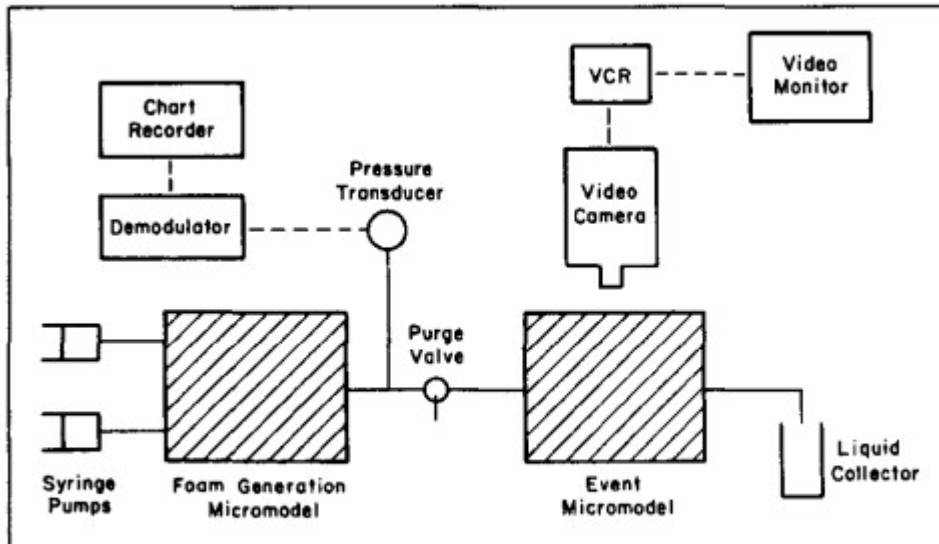 Chart
Recorder
Demodulator
Pressure
Transducer
VCR
Video
Monitor
Video
Camera
Purge
Valve
Syringe
Pumps
Foam Generation
Micromodel
Event
Micromodel
Liquid
Collector